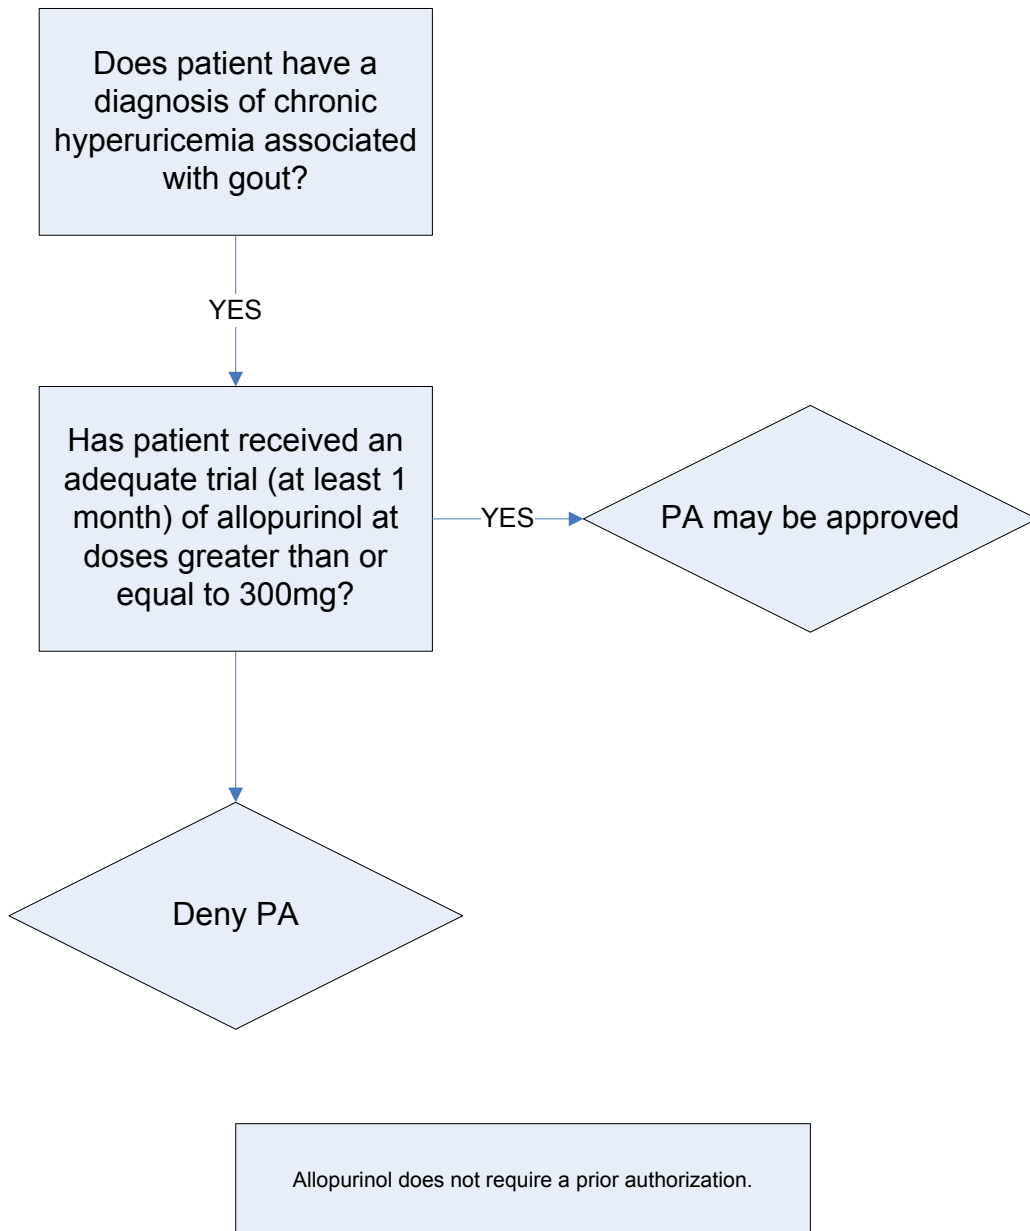 Does patient have a
diagnosis of chronic
hyperuricemia associated
with gout?
YES
Has patient received an
adequate trial (at least 1
month) of allopurinol at
doses greater than or
equal to 300mg?
YES
PA may be approved
Deny PA
Allopurinol does not require a prior authorization.